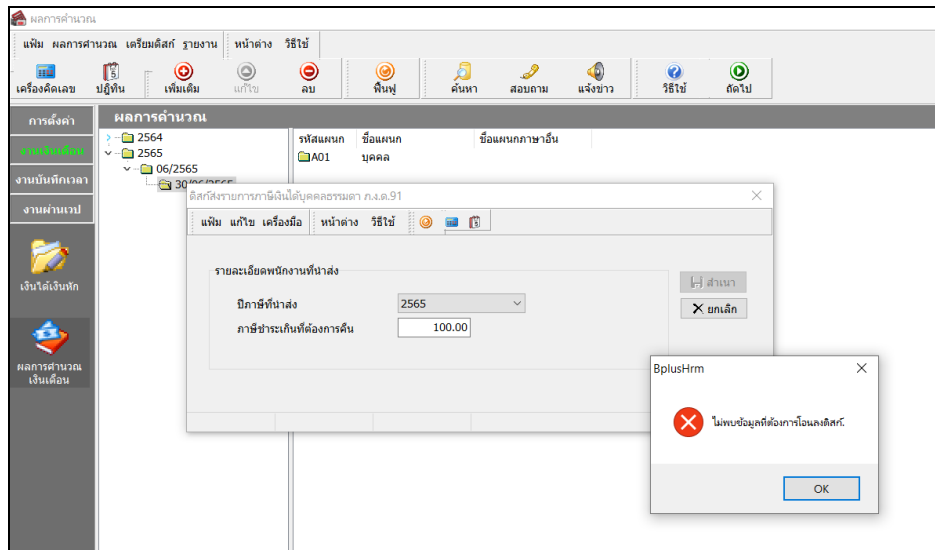 ผลการคำนวณ
แฟ้ม ผลการคำนวณ เตรียมดิสก์ รายงาน หน้าต่าง วิธีใช้
เครื่องคิดเลข ปฏิทิน เพิ่มเติม แก้ไข ลบ ฟื้นฟู ค้นหา สอบถาม แจ้งข่าว วิธีใช้ ถัดไป
การตั้งค่า
ผลการคำนวณ
งานเงินเดือน
งานบันทึกเวลา
งานผ่านเวป
เงินได้เงินหัก
ผลการคำนวณ
เงินเดือน
2564
2565
06/2565
30/06/2565
รหัสแผนก ชื่อแผนก ชื่อแผนกภาษาอื่น
A01 บุคคล
ดิสก์ส่งรายการภาษีเงินได้บุคคลธรรมดา ภ.ง.ด.91
แฟ้ม แก้ไข เครื่องมือ หน้าต่าง วิธีใช้
รายละเอียดพนักงานที่นำส่ง
ปีภาษีที่นำส่ง 2565
ภาษีชำระเกินที่ต้องการคืน 100.00
สำเนา
ยกเลิก
BplusHrm
ไม่พบข้อมูลที่ต้องการโอนลงดิสก์.
OK